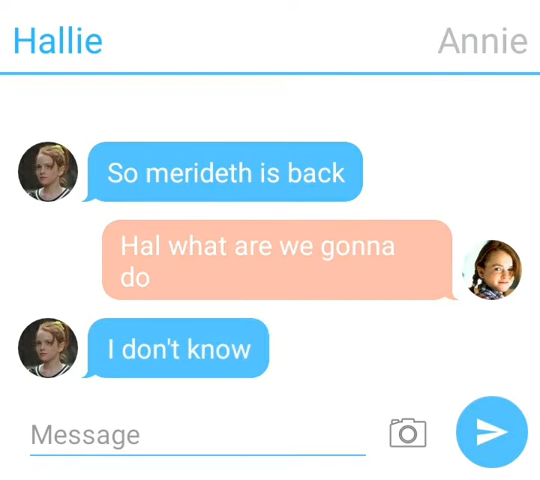 Hallie
Annie
So merideth is back
Hal what are we gonna
do
I don't know
Message